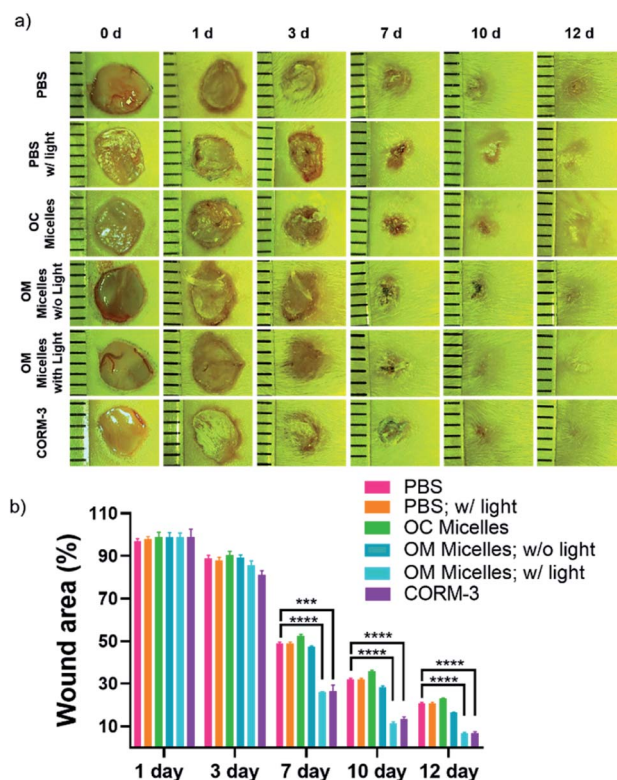 a)
0 d 1 d 3 d 7 d 10 d 12 d
PBS
PBS
w/ light
OC
Micelles
OM
Micelles
w/o Light
OM
Micelles
with Light
CORM-3
b)
PBS
PBS; w/ light
OC Micelles
OM Micelles; w/o light
OM Micelles; w/ light
CORM-3
Wound area (%)
110
90
70
50
30
10
*** 
****
****
****
****
****
1 day 3 day 7 day 10 day 12 day